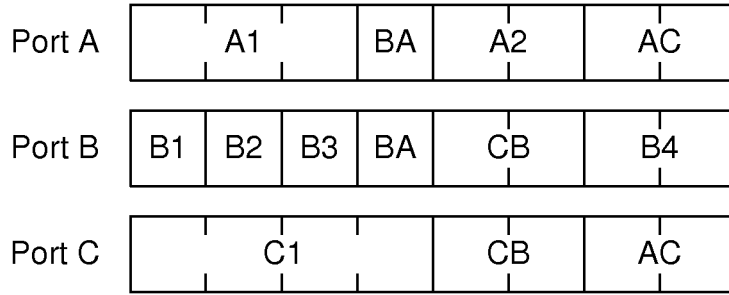 Port A A1 BA A2 AC
Port B B1 B2 B3 BA CB B4
Port C C1 CB AC